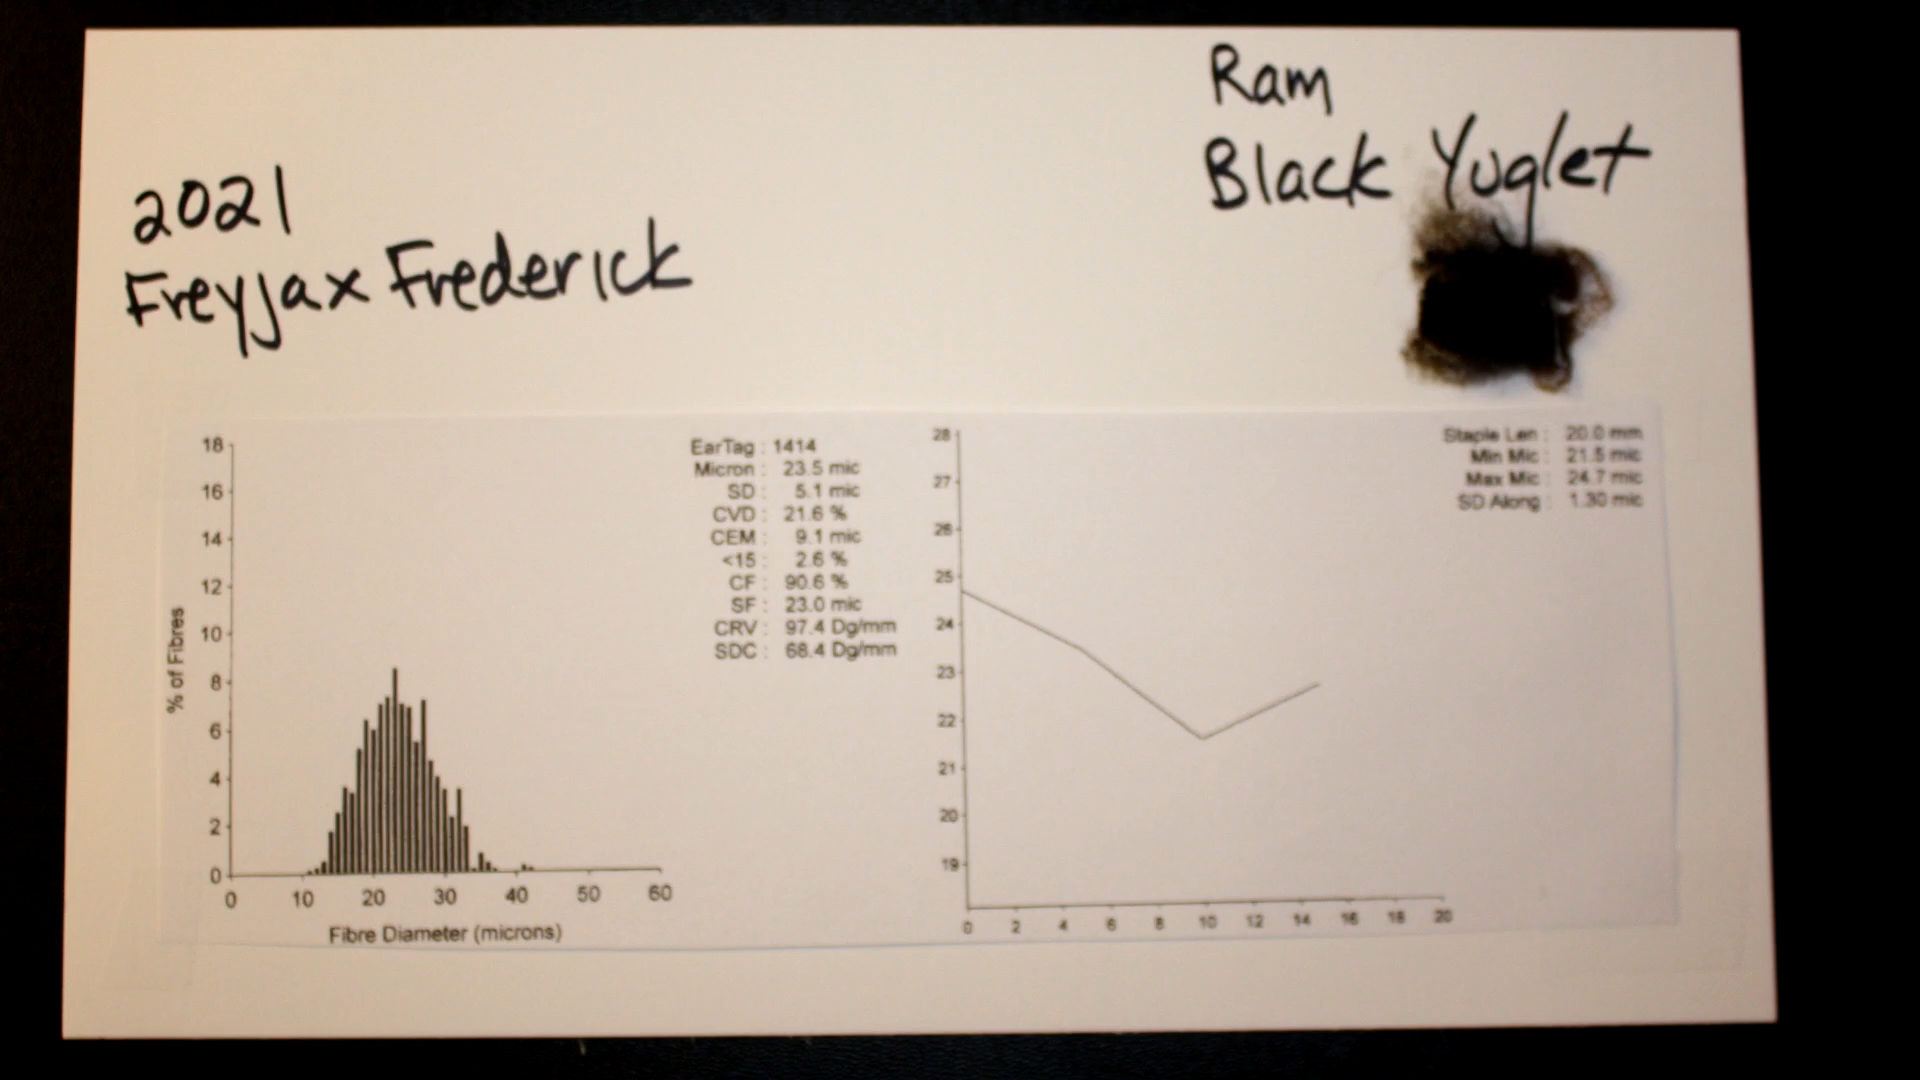 Ram
Black Yuglet
2021
Freyjax Frederick
18
16
14
12
10
8
6
4
2
0
% of Fibres
0 10 20 30 40 50 60
Fibre Diameter (microns)
EarTag : 1414
Micron : 23.5 mic
SD : 5.1 mic
CVD : 21.6 %
CEM : 9.1 mic
<15 : 2.6 %
CF : 90.6 %
SF : 23.0 mic
CRV : 97.4 Dg/mm
SDC : 68.4 Dg/mm
28
27
26
25
24
23
22
21
20
19
0 2 4 6 8 10 12 14 16 18 20
Staple Len : 20.0 mm
Min Mic : 21.5 mic
Max Mic : 24.7 mic
SD Along : 1.30 mic